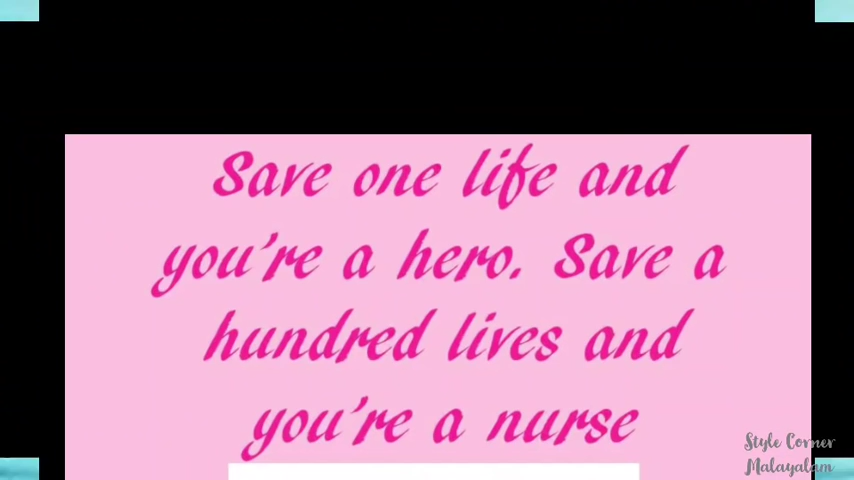 Save one life and
you're a hero. Save a
hundred lives and
you're a nurse
Style Corner
Malayalam